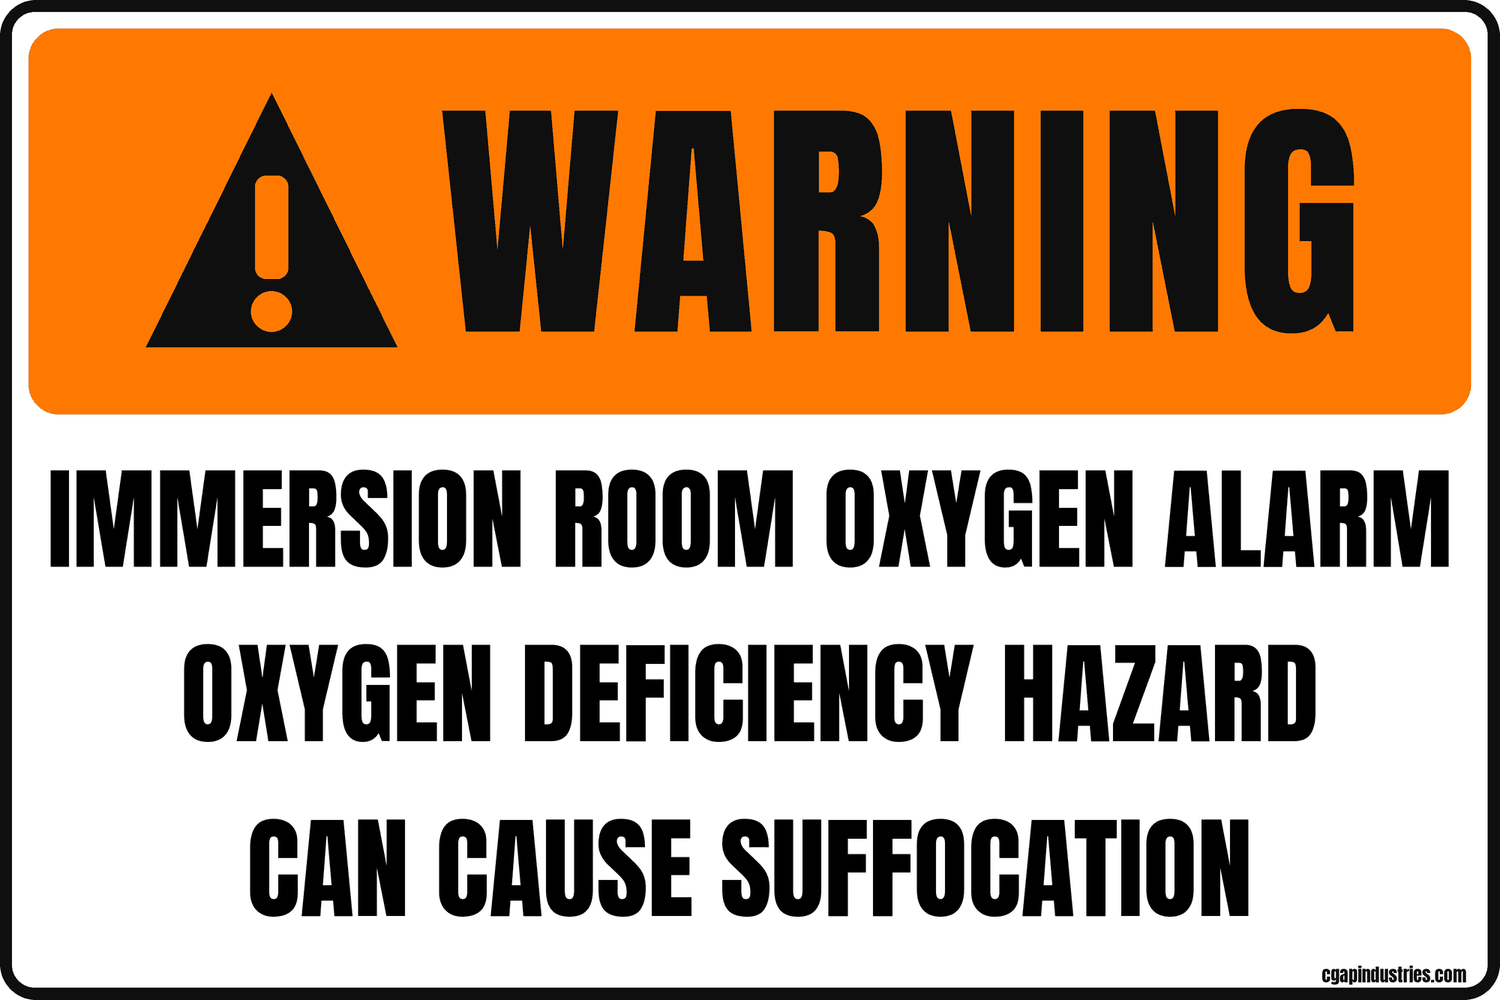 WARNING
IMMERSION ROOM OXYGEN ALARM
OXYGEN DEFICIENCY HAZARD
CAN CAUSE SUFFOCATION
cgapindustries.com